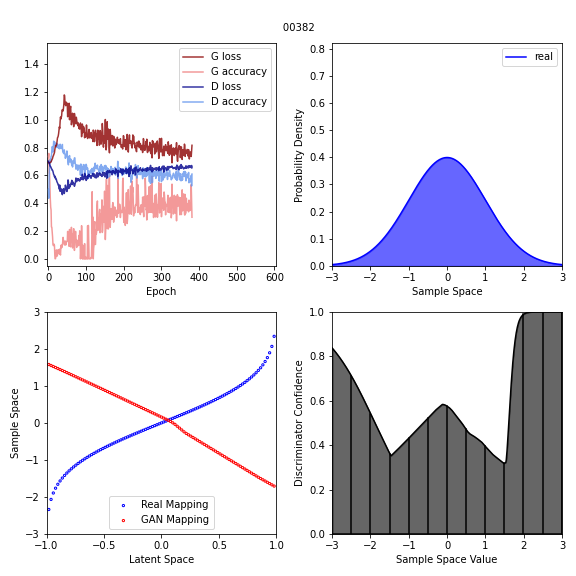 00382
1.4
1.2
1.0
0.8
0.6
0.4
0.2
0.0
0 100 200 300 400 500 600
Epoch
G loss
G accuracy
D loss
D accuracy
Probability Density
0.8
0.7
0.6
0.5
0.4
0.3
0.2
0.1
0.0
−3 −2 −1 0 1 2 3
Sample Space
real
Sample Space
3
2
1
0
−1
−2
−3
−1.0 −0.5 0.0 0.5 1.0
Latent Space
Real Mapping
GAN Mapping
Discriminator Confidence
1.0
0.8
0.6
0.4
0.2
0.0
−3 −2 −1 0 1 2 3
Sample Space Value